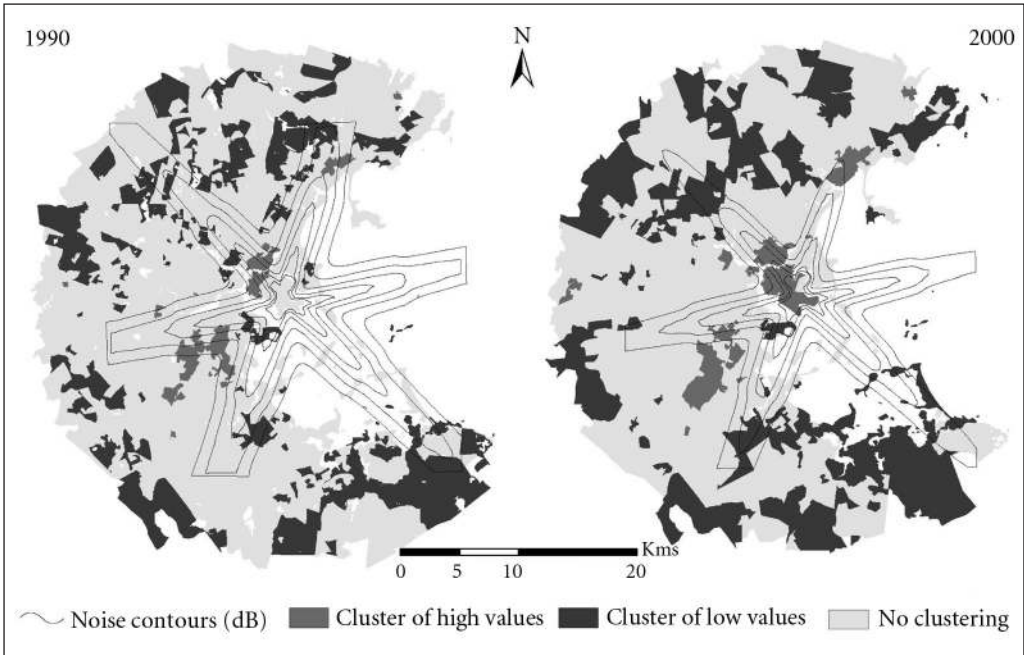 1990
N
2000
Kms
0 5 10 20
Noise contours (dB) Cluster of high values Cluster of low values No clustering